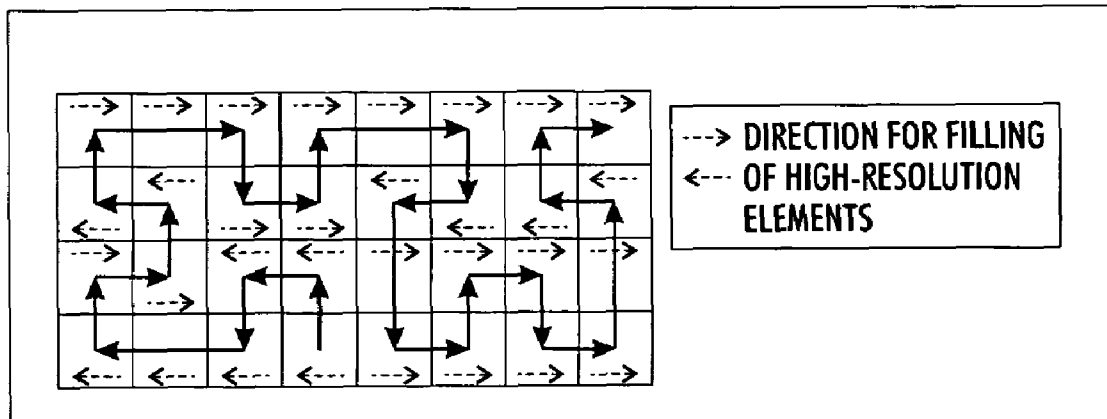 DIRECTION FOR FILLING
OF HIGH-RESOLUTION
ELEMENTS